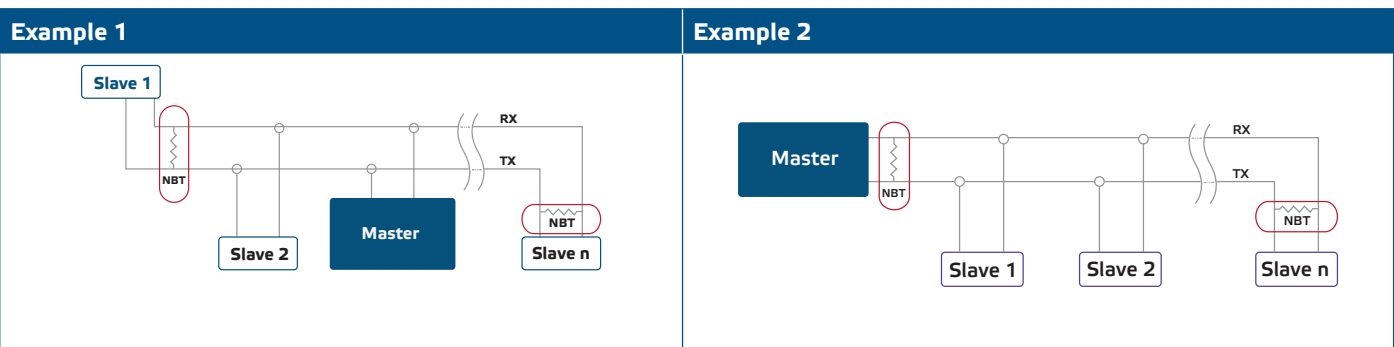 Example 1
Slave 1
RX
TX
NBT
NBT
Master
Slave 2
Slave n
Example 2
RX
Master
TX
NBT
NBT
Slave 1
Slave 2
Slave n